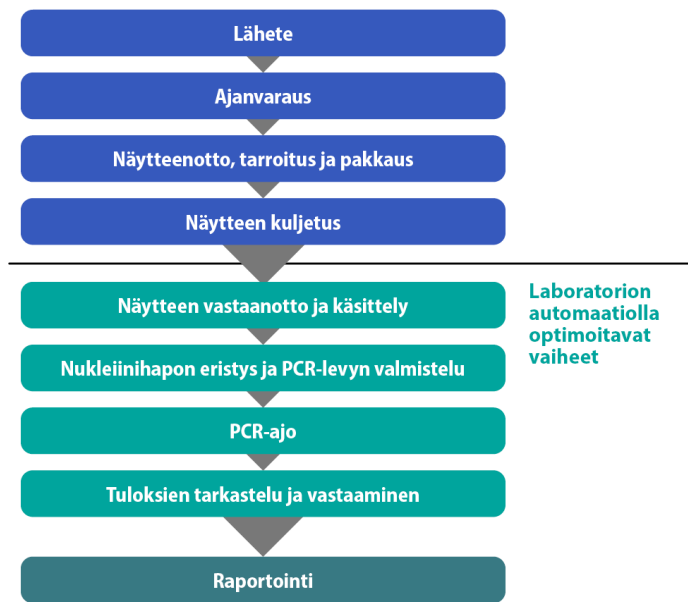 Lähete
Ajanvaraus
Näytteenotto, tarroitus ja pakkaus
Näytteen kuljetus
Näytteen vastaanotto ja käsittely
Laboratorion
automaatiolla
optimoitavat
vaiheet
Nukleiinihapon eristys ja PCR-levyn valmistelu
PCR-ajo
Tuloksien tarkastelu ja vastaaminen
Raportointi